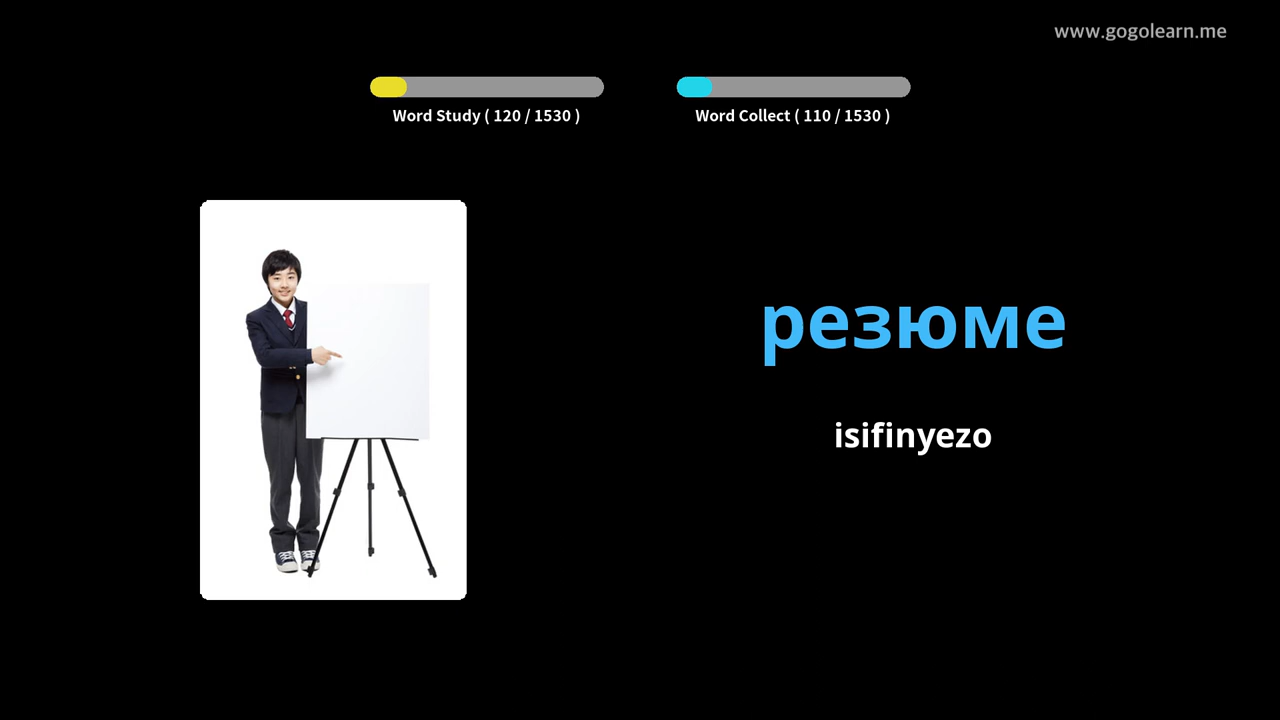 www.gogolearn.me
Word Study ( 120 / 1530 )
Word Collect ( 110 / 1530 )
резюме
isifinyezo